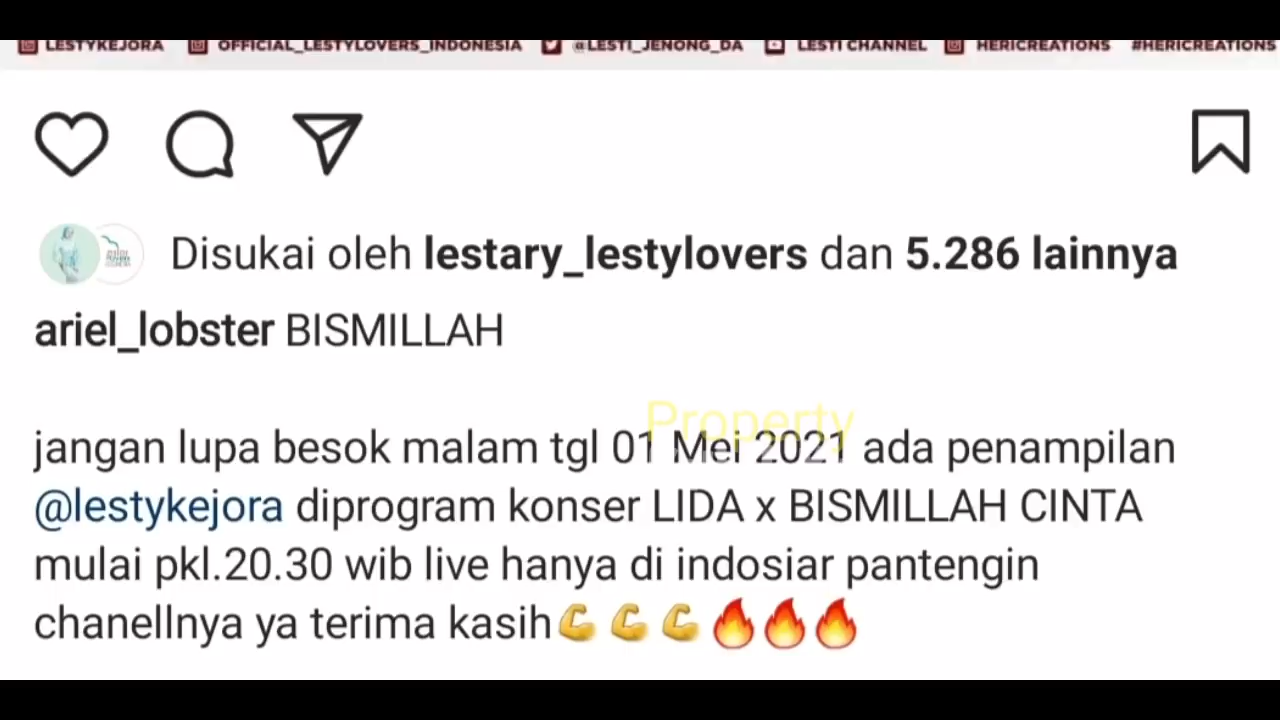 LESTYKEJORA OFFICIAL_LESTYLOVERS_INDONESIA @LESTI_JENONG_DA LESTI CHANNEL HERICREATIONS #HERICREATIONS
Disukai oleh lestary_lestylovers dan 5.286 lainnya
ariel_lobster BISMILLAH
Property
jangan lupa besok malam tgl 01 Mei 2021 ada penampilan
@lestykejora diprogram konser LIDA x BISMILLAH CINTA
mulai pkl.20.30 wib live hanya di indosiar pantengin
chanellnya ya terima kasih💪💪💪🔥🔥🔥